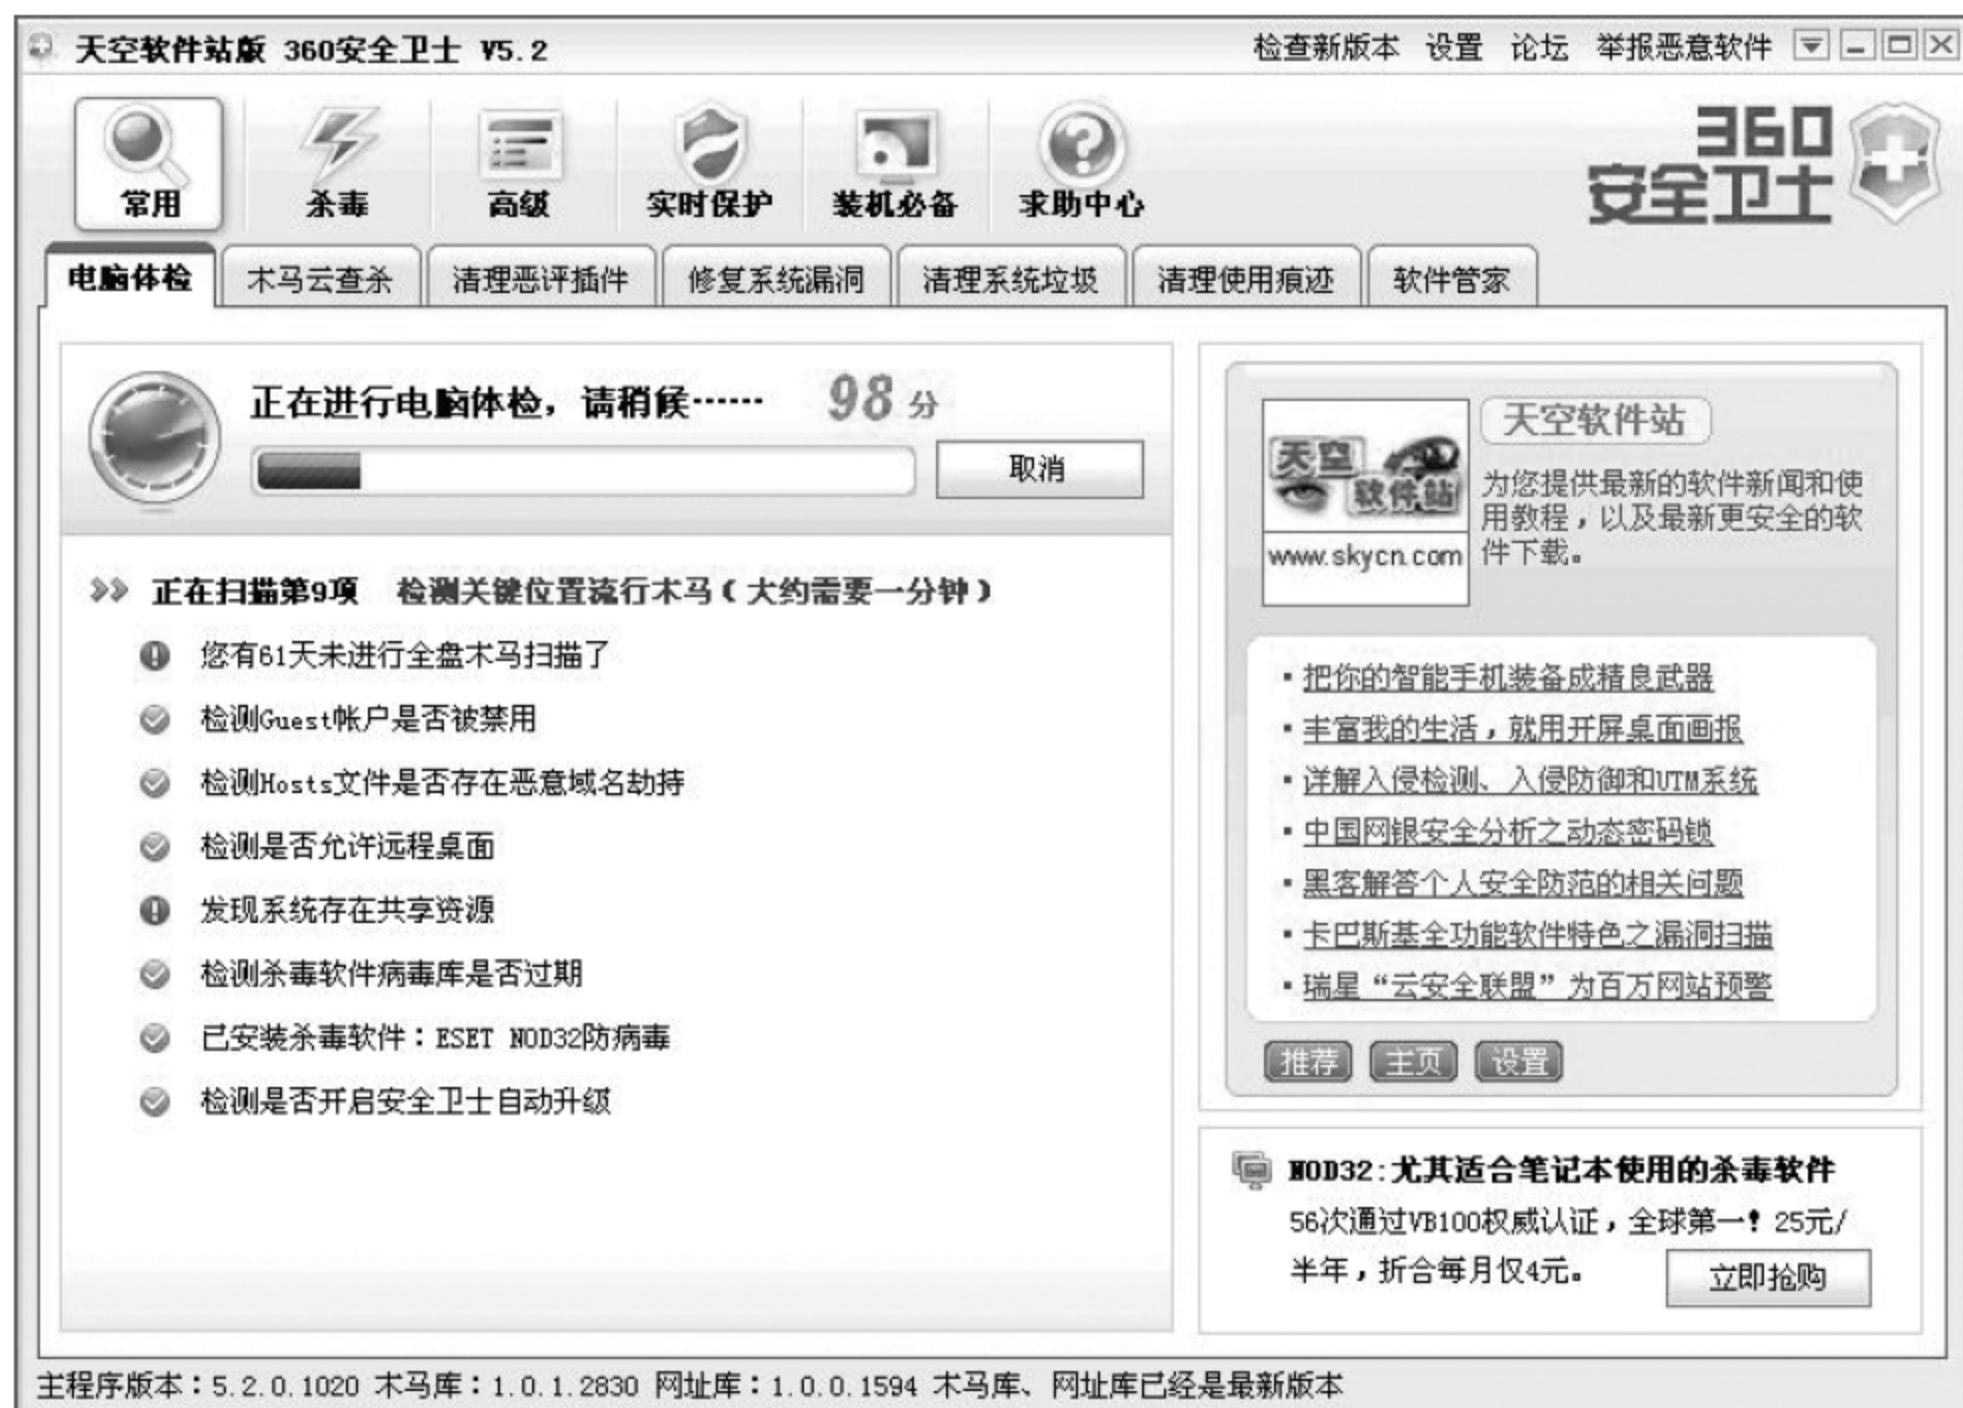 天空软件站版 360安全卫士 V5.2
检查新版本 设置 论坛 举报恶意软件
常用 杀毒 高级 实时保护 装机必备 求助中心
360
安全卫士
电脑体检 木马云查杀 清理恶评插件 修复系统漏洞 清理系统垃圾 清理使用痕迹 软件管家
正在进行电脑体检，请稍候…… 98分
取消
正在扫描第9项 检测关键位置流行木马（大约需要一分钟）
您有61天未进行全盘木马扫描了
检测Guest帐户是否被禁用
检测Hosts文件是否存在恶意域名劫持
检测是否允许远程桌面
发现系统存在共享资源
检测杀毒软件病毒库是否过期
已安装杀毒软件：ESET NOD32防病毒
检测是否开启安全卫士自动升级
天空
软件站
www.skycn.com
天空软件站
为您提供最新的软件新闻和使
用教程，以及最新更安全的软
件下载。
▪ 把你的智能手机装备成精良武器
▪ 丰富我的生活，就用开屏桌面画报
▪ 详解入侵检测、入侵防御和UTM系统
▪ 中国网银安全分析之动态密码锁
▪ 黑客解答个人安全防范的相关问题
▪ 卡巴斯基全功能软件特色之漏洞扫描
▪ 瑞星“云安全联盟”为百万网站预警
推荐 主页 设置
NOD32:尤其适合笔记本使用的杀毒软件
56次通过VB100权威认证，全球第一！25元/
半年，折合每月仅4元。
立即抢购
主程序版本：5.2.0.1020 木马库：1.0.1.2830 网址库：1.0.0.1594 木马库、网址库已经是最新版本